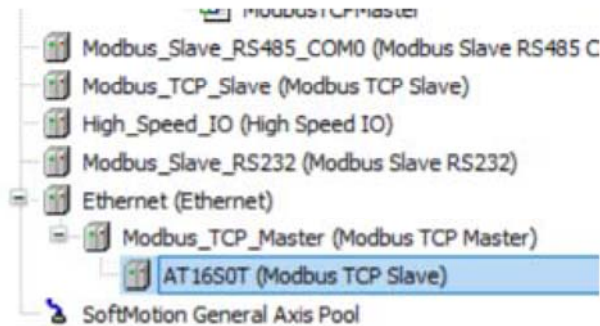 ModbusTCPMaster
Modbus_Slave_RS485_COM0 (Modbus Slave RS485 C
Modbus_TCP_Slave (Modbus TCP Slave)
High_Speed_IO (High Speed IO)
Modbus_Slave_RS232 (Modbus Slave RS232)
Ethernet (Ethernet)
Modbus_TCP_Master (Modbus TCP Master)
AT16S0T (Modbus TCP Slave)
SoftMotion General Axis Pool